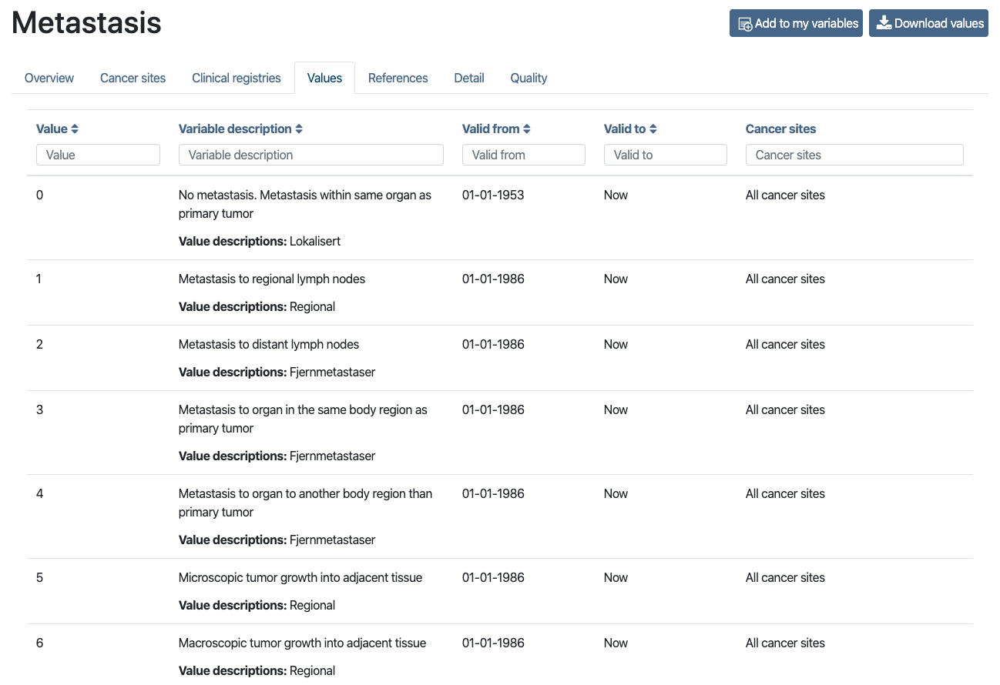 Metastasis
Add to my variables
Download values
Overview Cancer sites Clinical registries Values References Detail Quality
Value Variable description Valid from Valid to Cancer sites
Value Variable description Valid from Valid to Cancer sites
0 No metastasis. Metastasis within same organ as 01-01-1953 Now All cancer sites
primary tumor
Value descriptions: Lokalisert
1 Metastasis to regional lymph nodes 01-01-1986 Now All cancer sites
Value descriptions: Regional
2 Metastasis to distant lymph nodes 01-01-1986 Now All cancer sites
Value descriptions: Fjernmetastaser
3 Metastasis to organ in the same body region as 01-01-1986 Now All cancer sites
primary tumor
Value descriptions: Fjernmetastaser
4 Metastasis to organ to another body region than 01-01-1986 Now All cancer sites
primary tumor
Value descriptions: Fjernmetastaser
5 Microscopic tumor growth into adjacent tissue 01-01-1986 Now All cancer sites
Value descriptions: Regional
6 Macroscopic tumor growth into adjacent tissue 01-01-1986 Now All cancer sites
Value descriptions: Regional